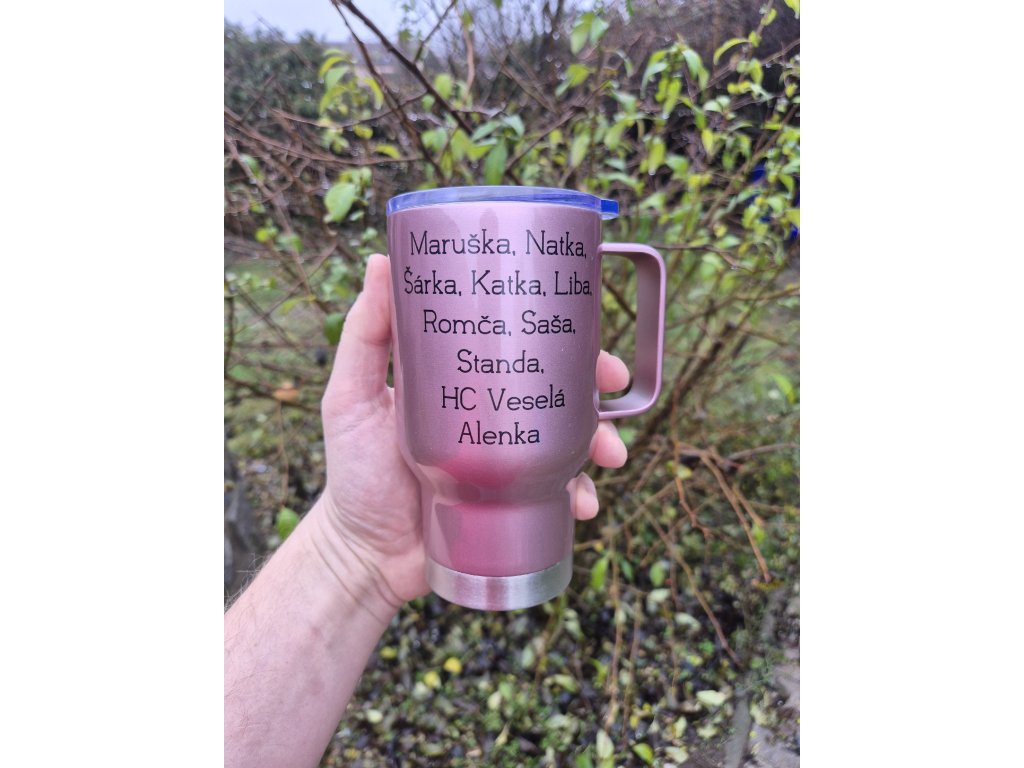 Maruška, Natka,
Šárka, Katka, Liba,
Romča, Saša,
Standa,
HC Veselá
Alenka